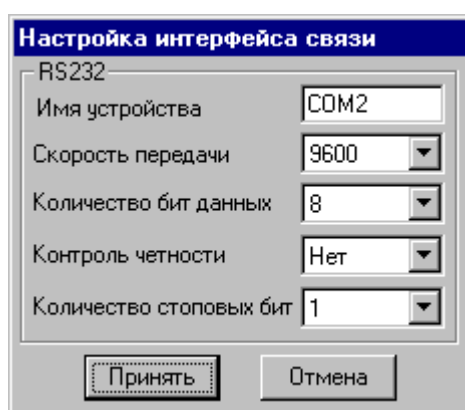 Настройка интерфейса связи
RS232
Имя устройства COM2
Скорость передачи 9600
Количество бит данных 8
Контроль четности Нет
Количество стоповых бит 1
Принять Отмена